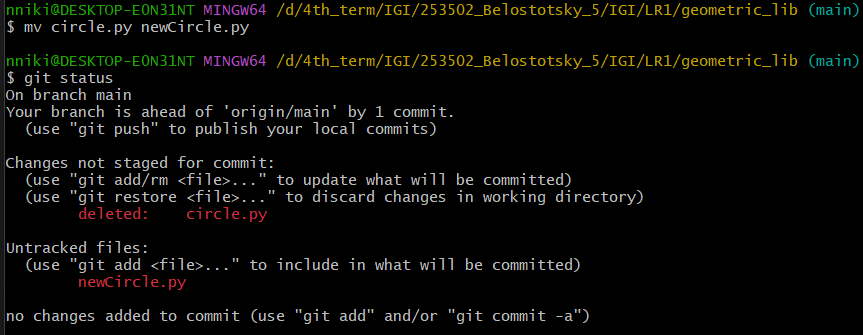 nniki@DESKTOP-EON31NT MINGW64 /d/4th_term/IGI/253502_Belostotsky_5/IGI/LR1/geometric_lib (main)
$ mv circle.py newCircle.py
nniki@DESKTOP-EON31NT MINGW64 /d/4th_term/IGI/253502_Belostotsky_5/IGI/LR1/geometric_lib (main)
$ git status
On branch main
Your branch is ahead of 'origin/main' by 1 commit.
  (use "git push" to publish your local commits)
Changes not staged for commit:
  (use "git add/rm <file>..." to update what will be committed)
  (use "git restore <file>..." to discard changes in working directory)
        deleted:    circle.py
Untracked files:
  (use "git add <file>..." to include in what will be committed)
        newCircle.py
no changes added to commit (use "git add" and/or "git commit -a")